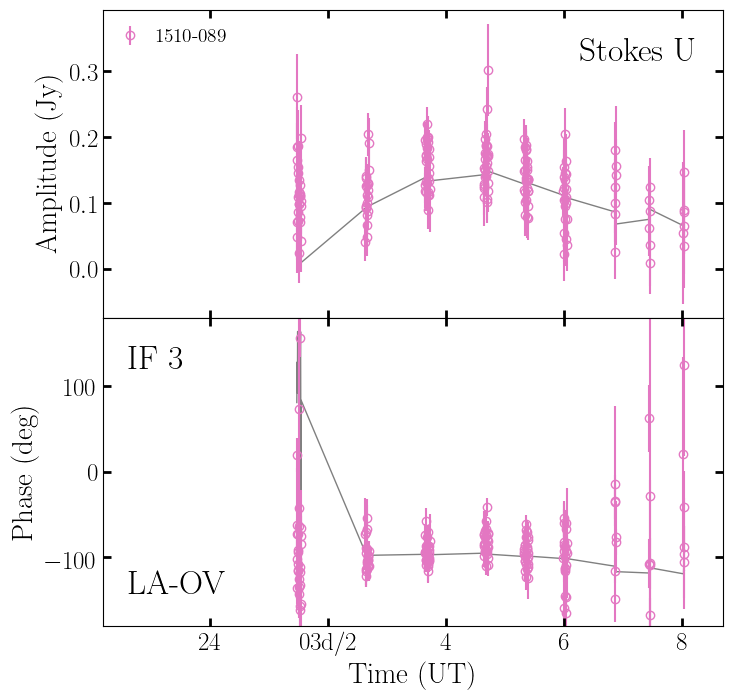 1510-089
Stokes U
Amplitude (Jy)
0.3
0.2
0.1
0.0
IF 3
Phase (deg)
100
0
−100
LA-OV
24 03d/2 4 6 8
Time (UT)